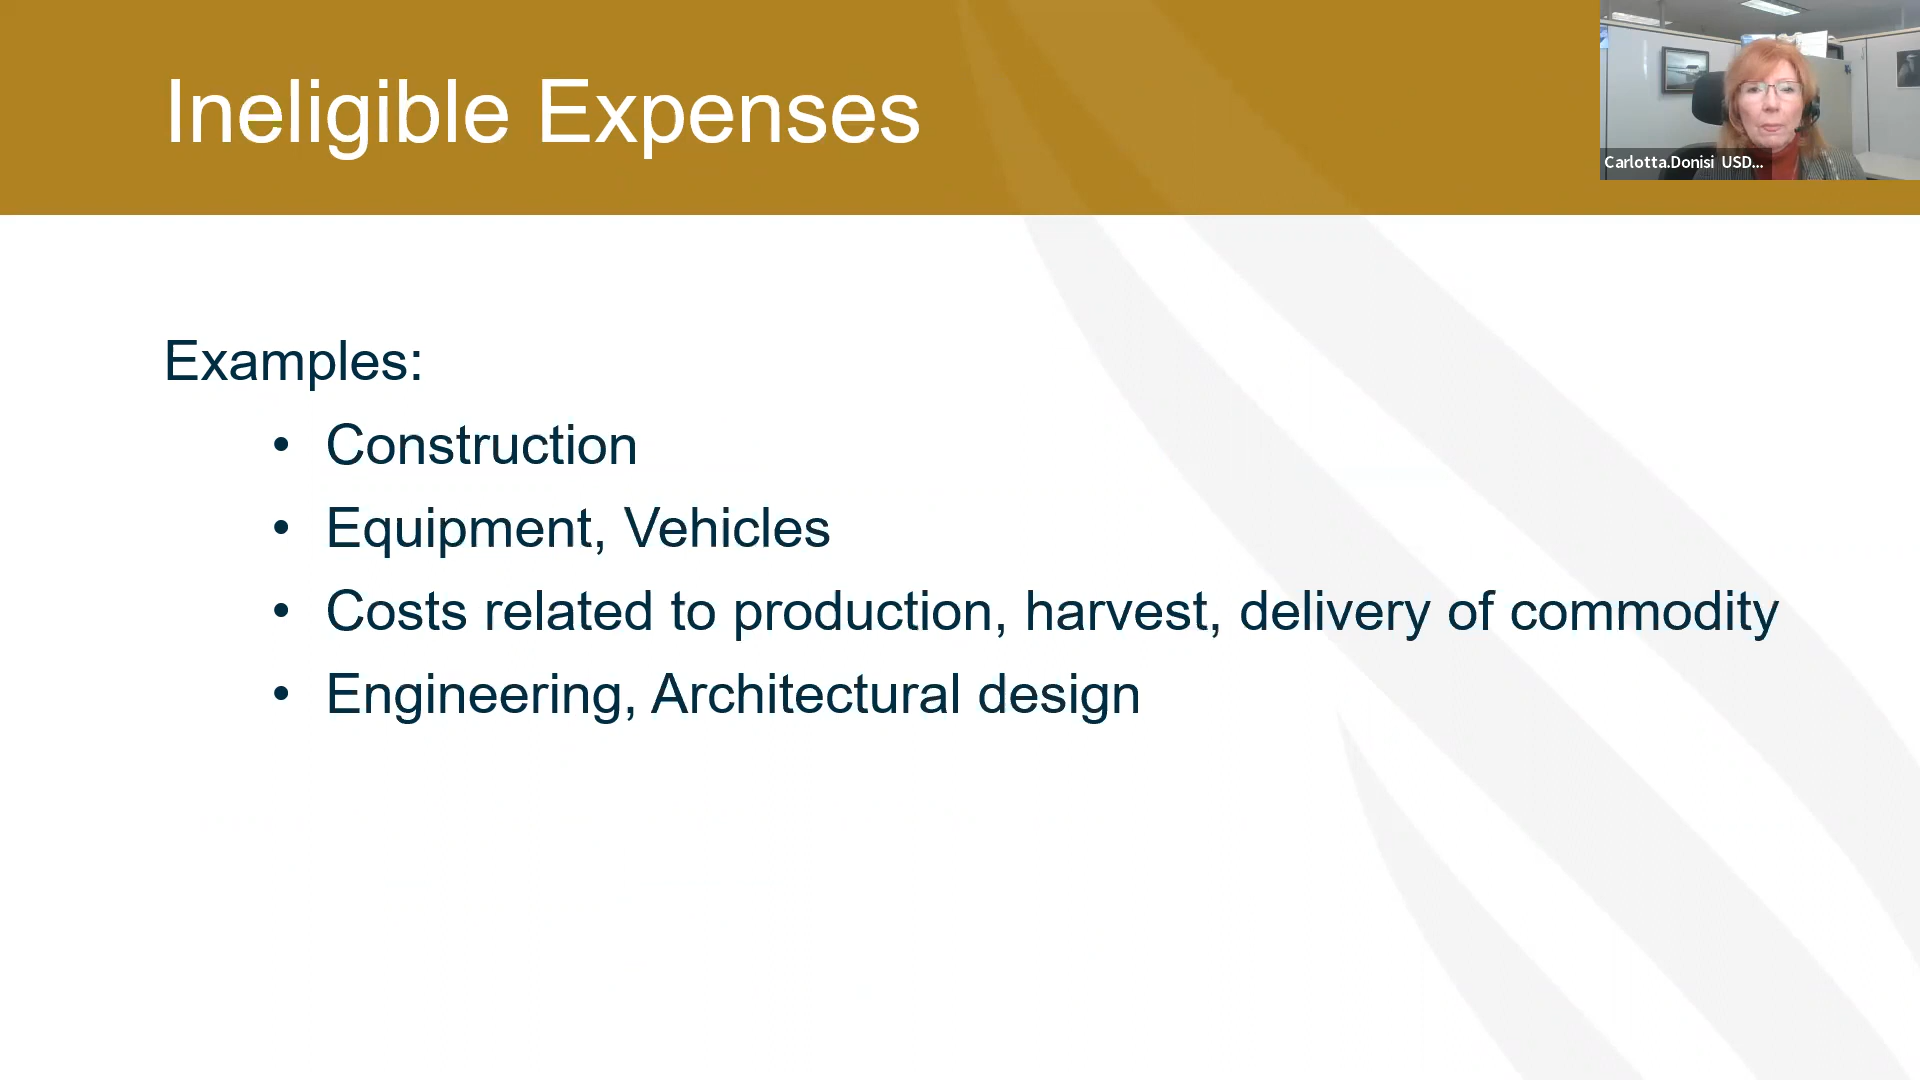 Ineligible Expenses
Carlotta.Donisi USD...
Examples:
• Construction
• Equipment, Vehicles
• Costs related to production, harvest, delivery of commodity
• Engineering, Architectural design